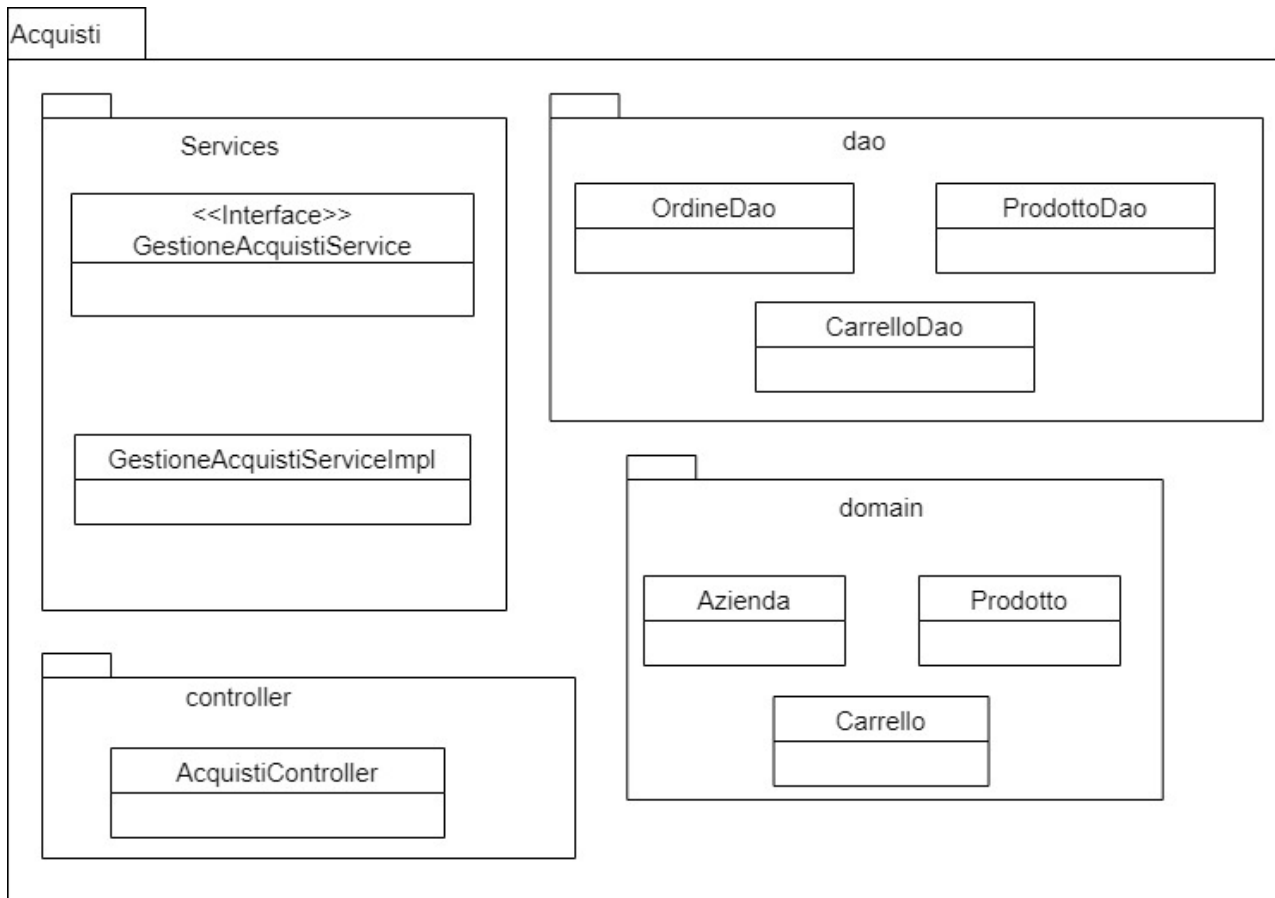 Acquisti
Services
<<Interface>>
GestioneAcquistiService
GestioneAcquistiServiceImpl
dao
OrdineDao
ProdottoDao
CarrelloDao
domain
Azienda
Prodotto
Carrello
controller
AcquistiController